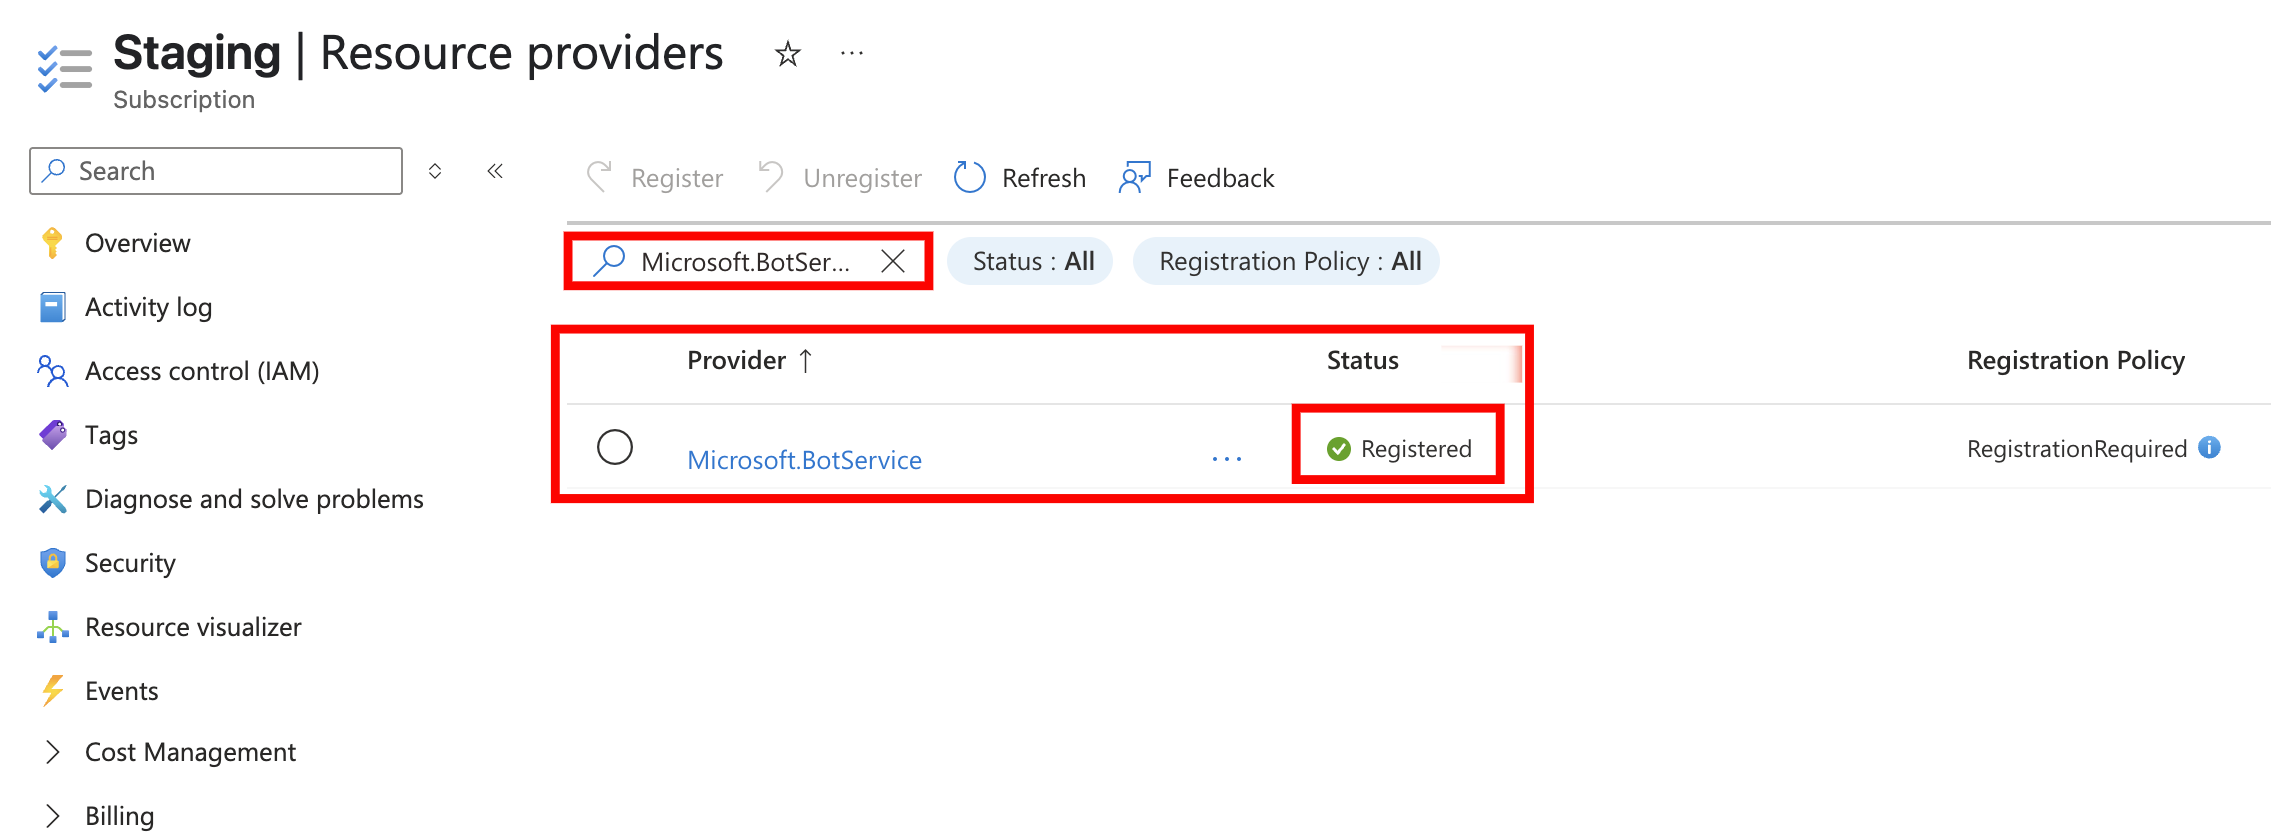 Staging | Resource providers
Subscription
Search
Register
Unregister
Refresh
Feedback
Overview
Activity log
Access control (IAM)
Tags
Diagnose and solve problems
Security
Resource visualizer
Events
Cost Management
Billing
Microsoft.BotSer...
Status : All
Registration Policy : All
Provider ↑ Status Registration Policy
Microsoft.BotService ... Registered RegistrationRequired